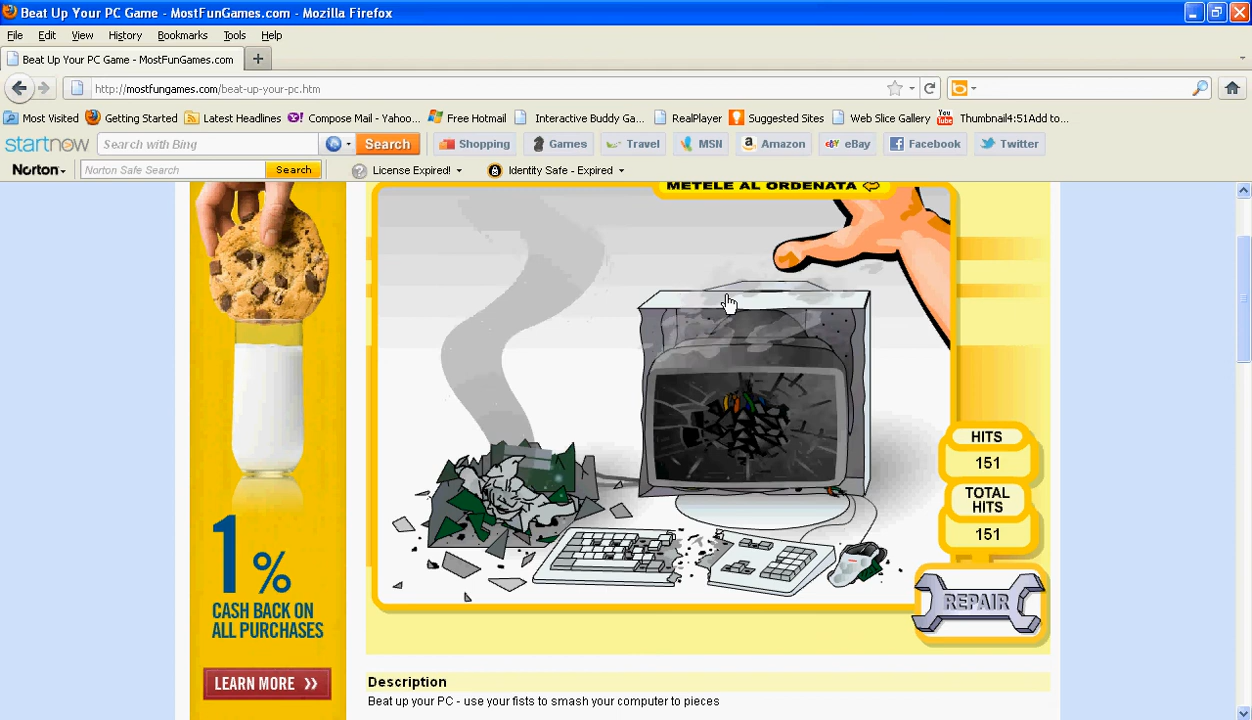 Beat Up Your PC Game - MostFunGames.com - Mozilla Firefox
File Edit View History Bookmarks Tools Help
Beat Up Your PC Game - MostFunGames.com
http://mostfungames.com/beat-up-your-pc.htm
Most Visited Getting Started Latest Headlines Compose Mail - Yahoo... Free Hotmail Interactive Buddy Ga... RealPlayer Suggested Sites Web Slice Gallery You Tube Thumbnail4:51Add to...
startnow Search with Bing Search Shopping Games Travel MSN Amazon eBay Facebook Twitter
Norton Norton Safe Search Search License Expired! Identity Safe - Expired
METELE AL ORDENATA
HITS
151
TOTAL
HITS
151
REPAIR
1%
CASH BACK ON
ALL PURCHASES
LEARN MORE >>
Description
Beat up your PC - use your fists to smash your computer to pieces